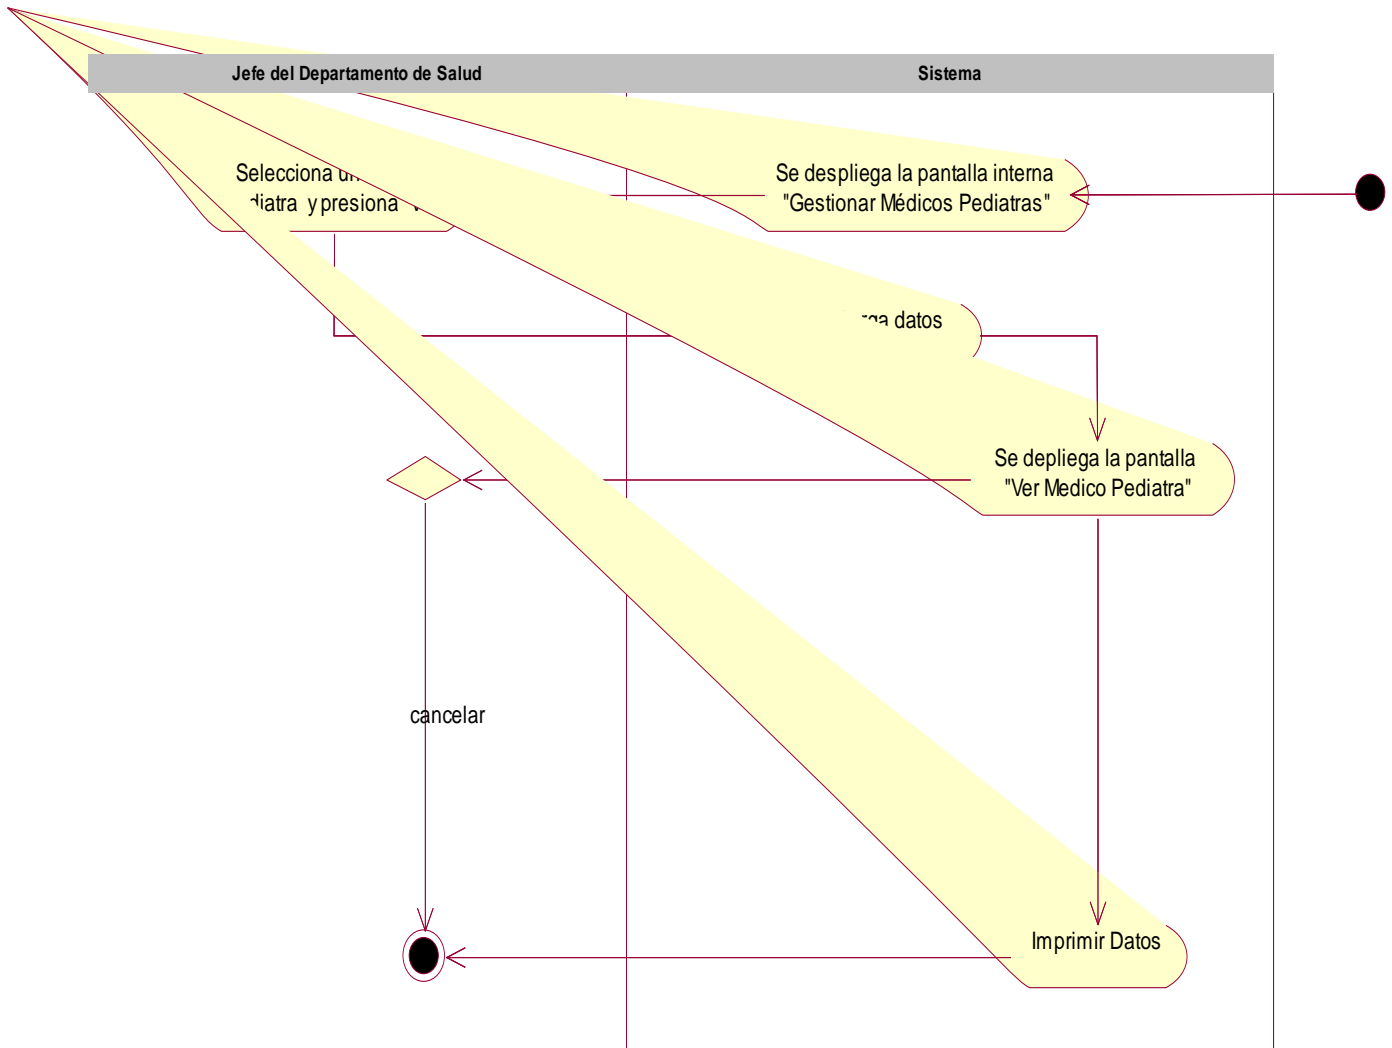 Jefe del Departamento de Salud
Sistema
Selecciona
y presiona
Se despliega la pantalla interna
"Gestionar Médicos Pediatras"
datos
Se depliega la pantalla
"Ver Medico Pediatra"
cancelar
Imprimir Datos